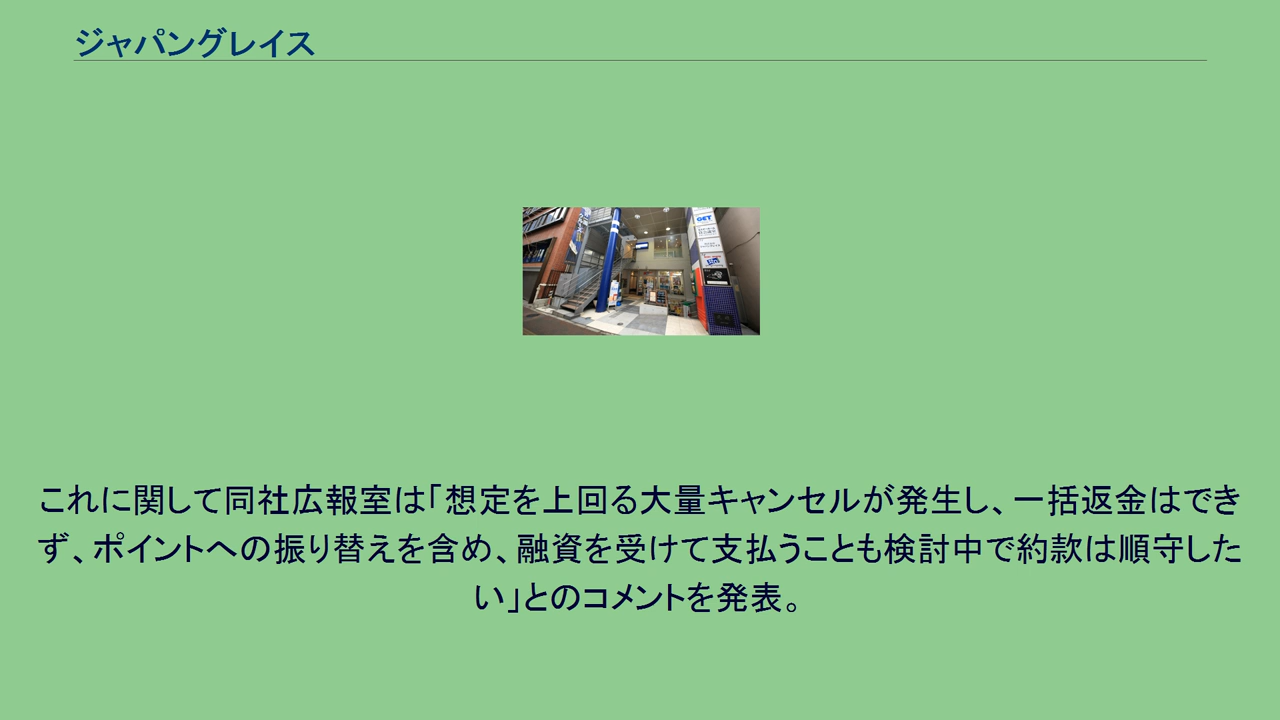 ジャパングレイス
GET
これに関して同社広報室は「想定を上回る大量キャンセルが発生し、一括返金はでき
ず、ポイントへの振り替えを含め、融資を受けて支払うことも検討中で約款は順守した
い」とのコメントを発表。